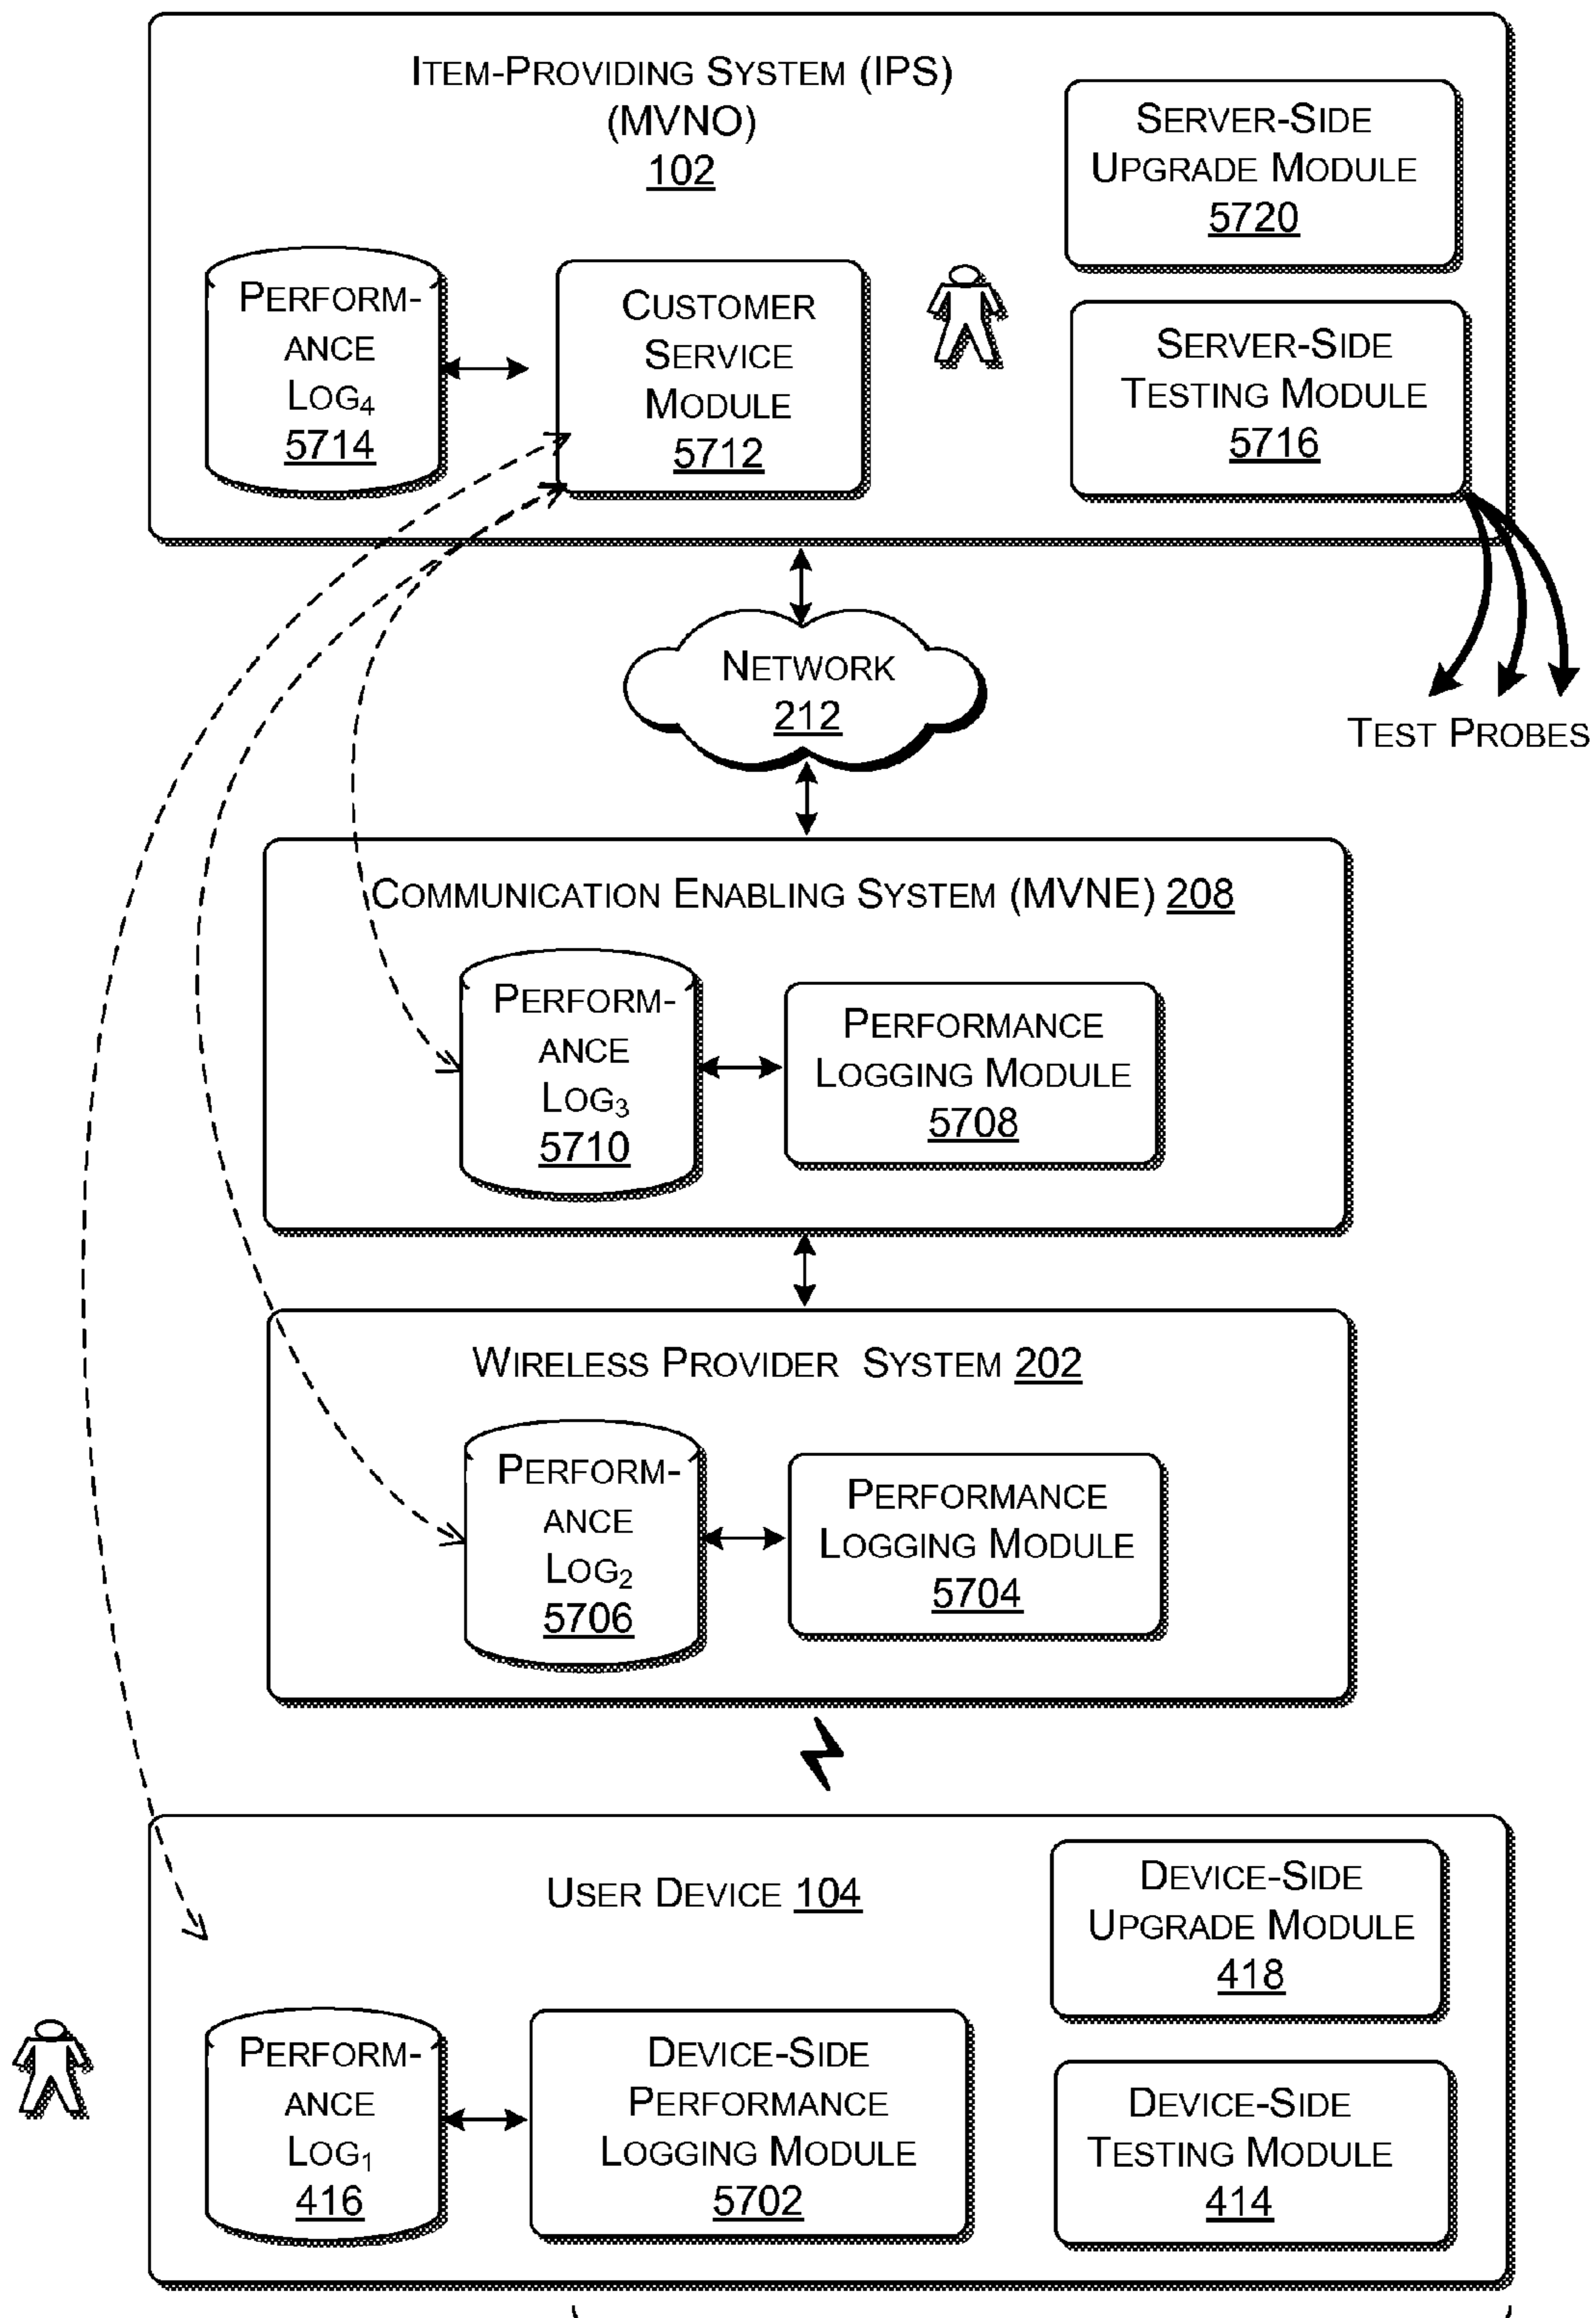 ITEM-PROVIDING SYSTEM (IPS)
(MVNO)
102
SERVER-SIDE
UPGRADE MODULE
5720
PERFORM-
ANCE
LOG4
5714
CUSTOMER
SERVICE
MODULE
5712
SERVER-SIDE
TESTING MODULE
5716
NETWORK
212
TEST PROBES
COMMUNICATION ENABLING SYSTEM (MVNE) 208
PERFORM-
ANCE
LOG3
5710
PERFORMANCE
LOGGING MODULE
5708
WIRELESS PROVIDER SYSTEM 202
PERFORM-
ANCE
LOG2
5706
PERFORMANCE
LOGGING MODULE
5704
USER DEVICE 104
DEVICE-SIDE
UPGRADE MODULE
418
PERFORM-
ANCE
LOG1
416
DEVICE-SIDE
PERFORMANCE
LOGGING MODULE
5702
DEVICE-SIDE
TESTING MODULE
414